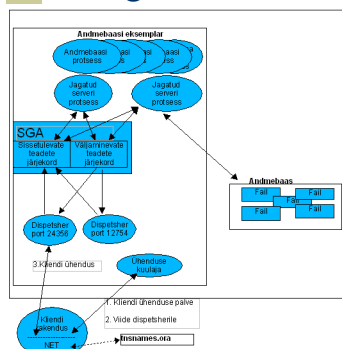 Andmebaasi eksemplar
Andmebaasi
protsess
Jagatud
serveri
protsess
Jagatud
serveri
protsess
SGA
Sissetulevate
teadete
järjekord
Väljaminevate
teadete
järjekord
Andmebaas
Fail
Fail
Fail
Fail
Fail
Dispetsher
port 24356
Dispetsher
port 12754
3.Kliendi ühendus
Ühenduse
kuulaja
1. Kliendi ühenduse palve
2. Viide dispetsherile
Kliendi
rakendus
NET
tnsnames.ora